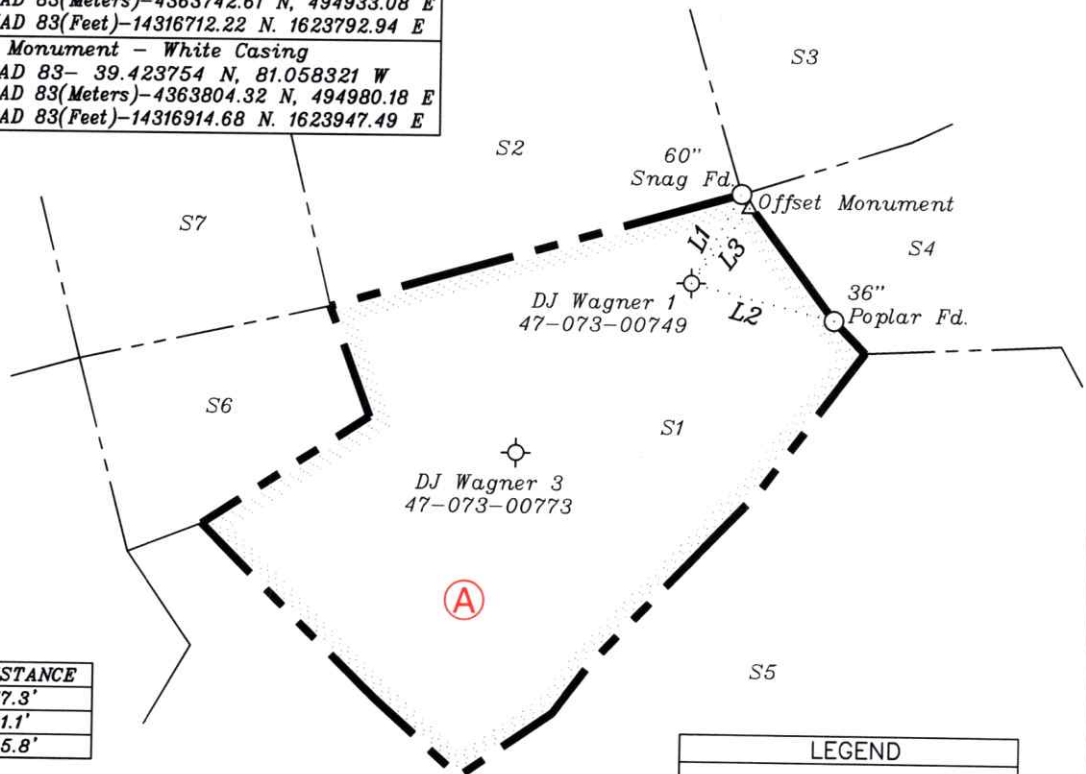 AD 83(Meters)-4363742.61 N, 494933.08 E
AD 83(Feet)-14316712.22 N. 1623792.94 E
Monument - White Casing
AD 83- 39.423754 N, 81.058321 W
AD 83(Meters)-4363804.32 N, 494980.18 E
AD 83(Feet)-14316914.68 N. 1623947.49 E
S3
S2
60"
Snag Fd.
Offset Monument
S7
S4
L1
L3
DJ Wagner 1
47-073-00749
L2
36"
Poplar Fd.
S6
S1
DJ Wagner 3
47-073-00773
A
S5
STANCE
7.3'
1.1'
5.8'
LEGEND